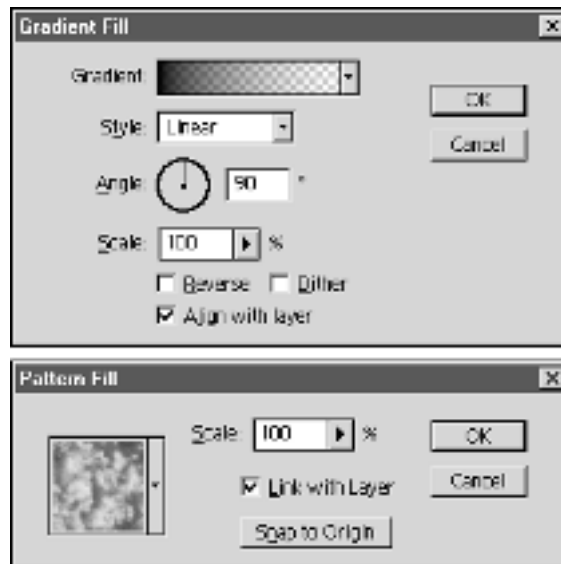 Gradient Fill
Gradient:
OK
Style: Linear
Cancel
Angle: 90 °
Scale: 100 %
Reverse Dither
Align with layer
Pattern Fill
Scale: 100 %
OK
Link with Layer
Cancel
Snap to Origin